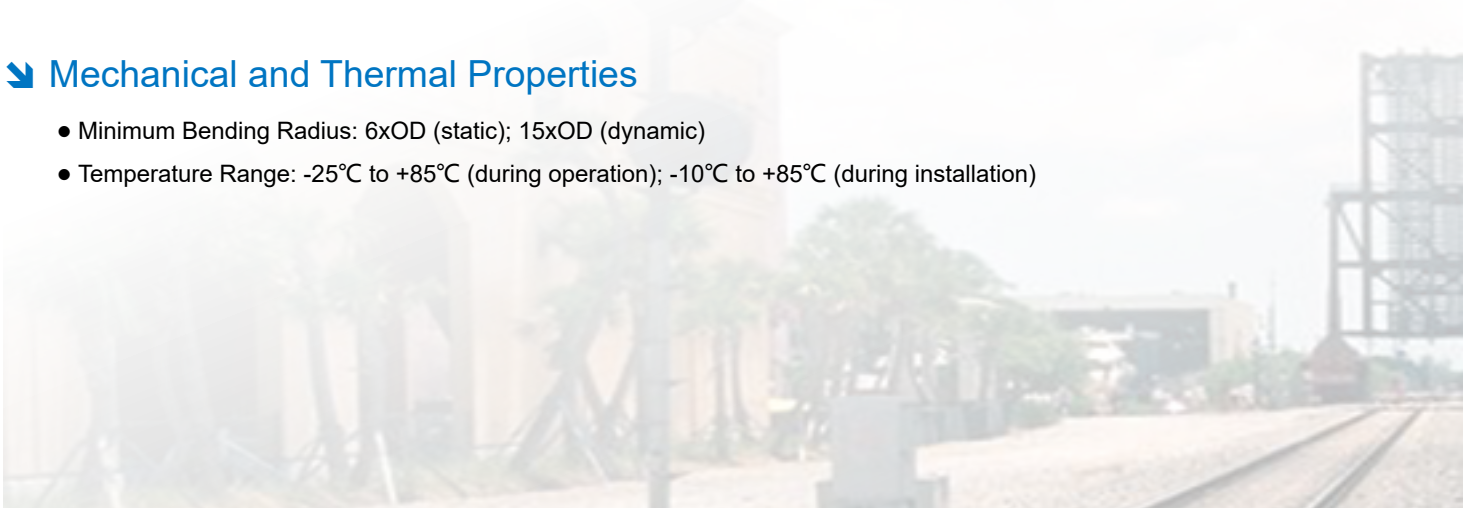 Mechanical and Thermal Properties
● Minimum Bending Radius: 6xOD (static); 15xOD (dynamic)
● Temperature Range: -25℃ to +85℃ (during operation); -10℃ to +85℃ (during installation)